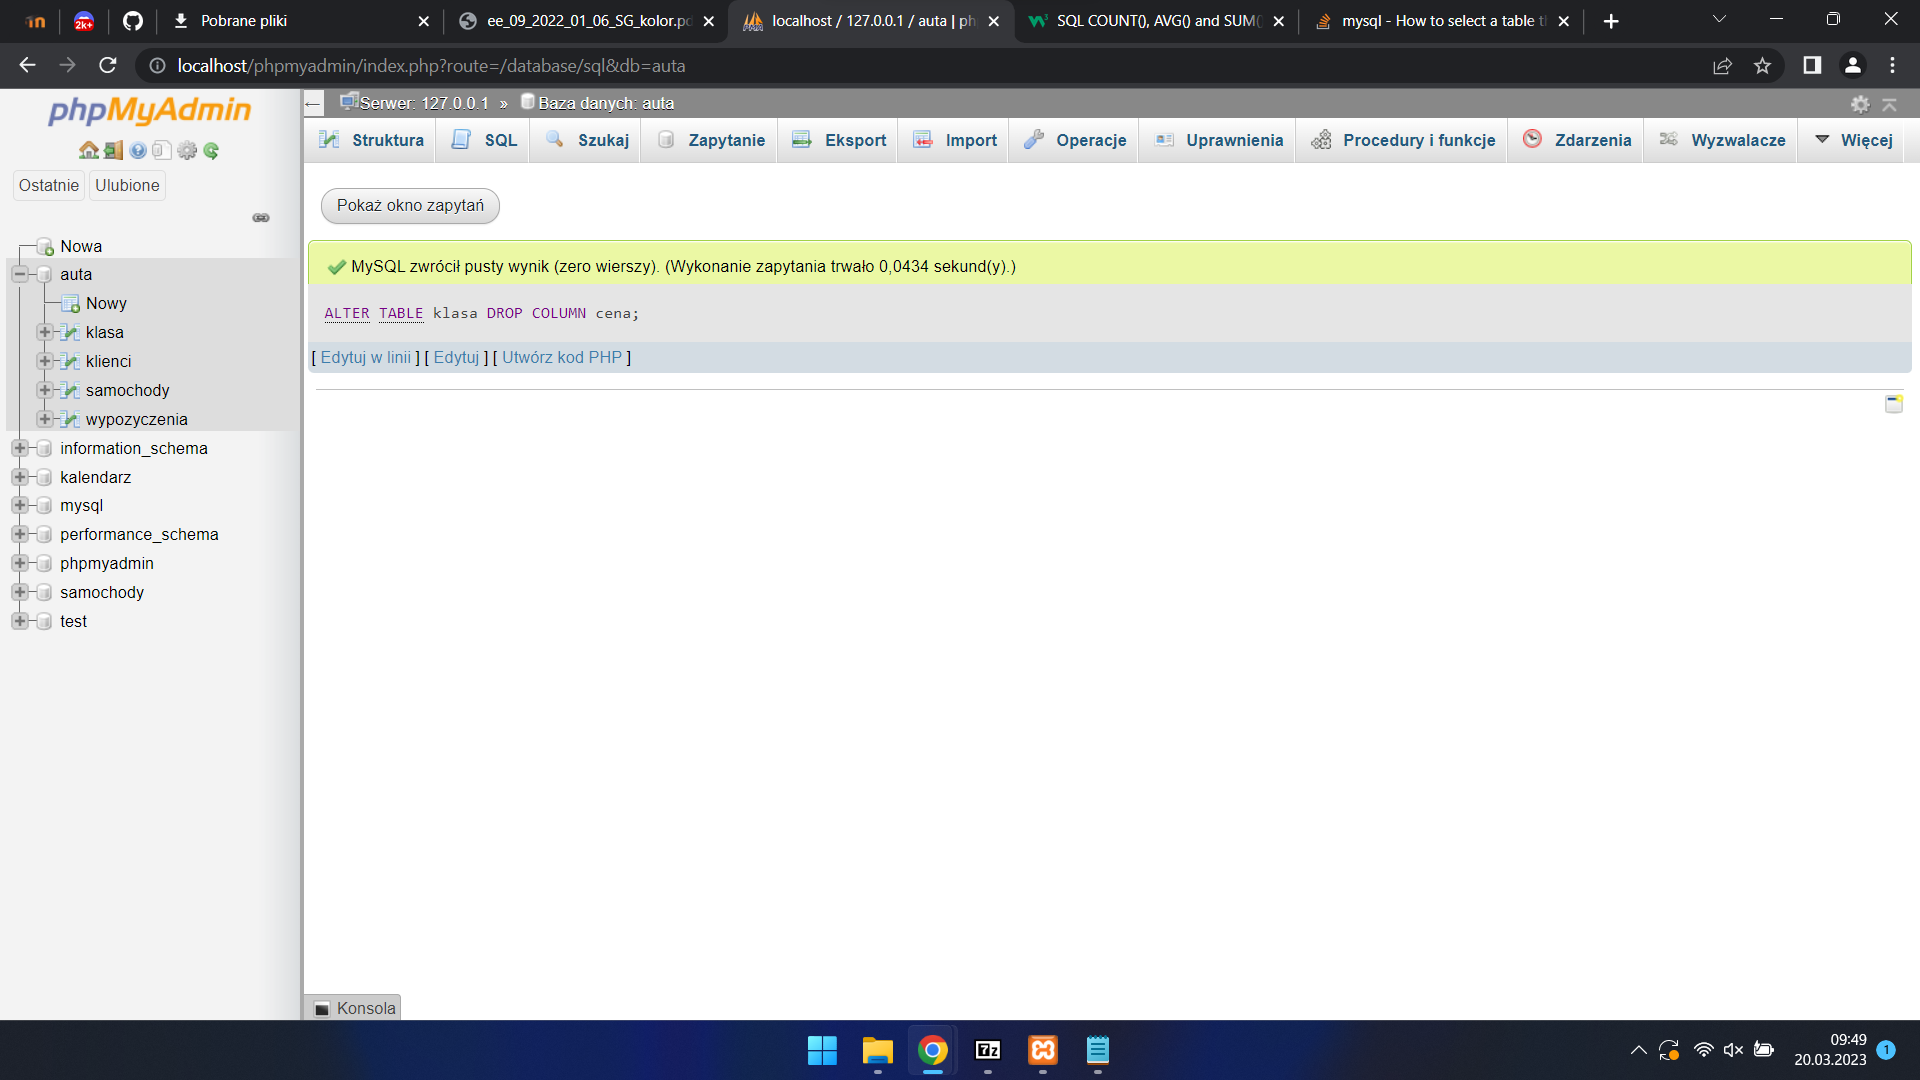 2k+
Pobrane pliki
ee_09_2022_01_06_SG_kolor.pd
localhost / 127.0.0.1 / auta | ph
SQL COUNT(), AVG() and SUM()
mysql - How to select a table th
localhost/phpmyadmin/index.php?route=/database/sql&db=auta
phpMyAdmin
Ostatnie
Ulubione
Nowa
auta
Nowy
klasa
klienci
samochody
wypozyczenia
information_schema
kalendarz
mysql
performance_schema
phpmyadmin
samochody
test
Serwer: 127.0.0.1 » Baza danych: auta
Struktura
SQL
Szukaj
Zapytanie
Eksport
Import
Operacje
Uprawnienia
Procedury i funkcje
Zdarzenia
Wyzwalacze
Więcej
Pokaż okno zapytań
MySQL zwrócił pusty wynik (zero wierszy). (Wykonanie zapytania trwało 0,0434 sekund(y).)
ALTER TABLE klasa DROP COLUMN cena;
[ Edytuj w linii ] [ Edytuj ] [ Utwórz kod PHP ]
Konsola
7z
09:49
20.03.2023
1